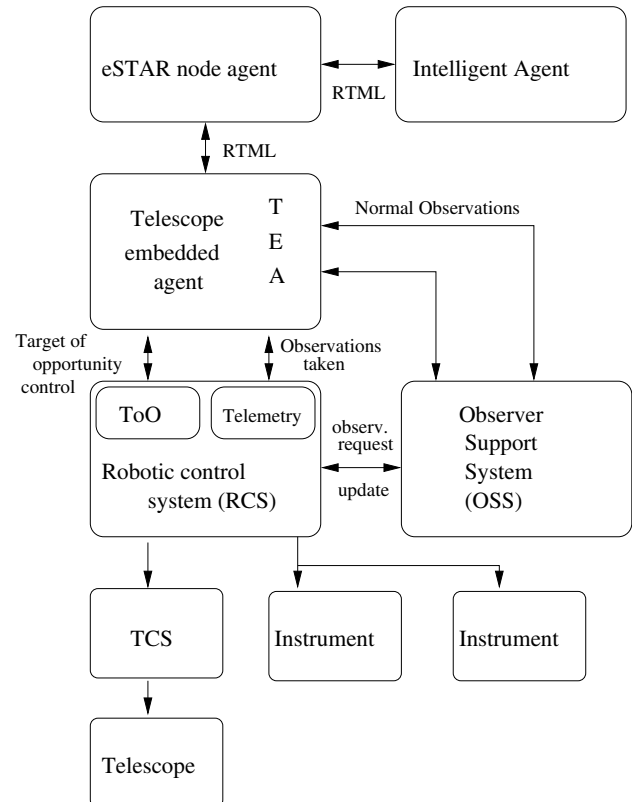 eSTAR node agent
Intelligent Agent
RTML
RTML
Telescope
embedded
agent
T
E
A
Normal Observations
Target of
opportunity
control
Observations
taken
ToO
Telemetry
Robotic control
system (RCS)
observ.
request
update
Observer
Support
System
(OSS)
TCS
Instrument
Instrument
Telescope